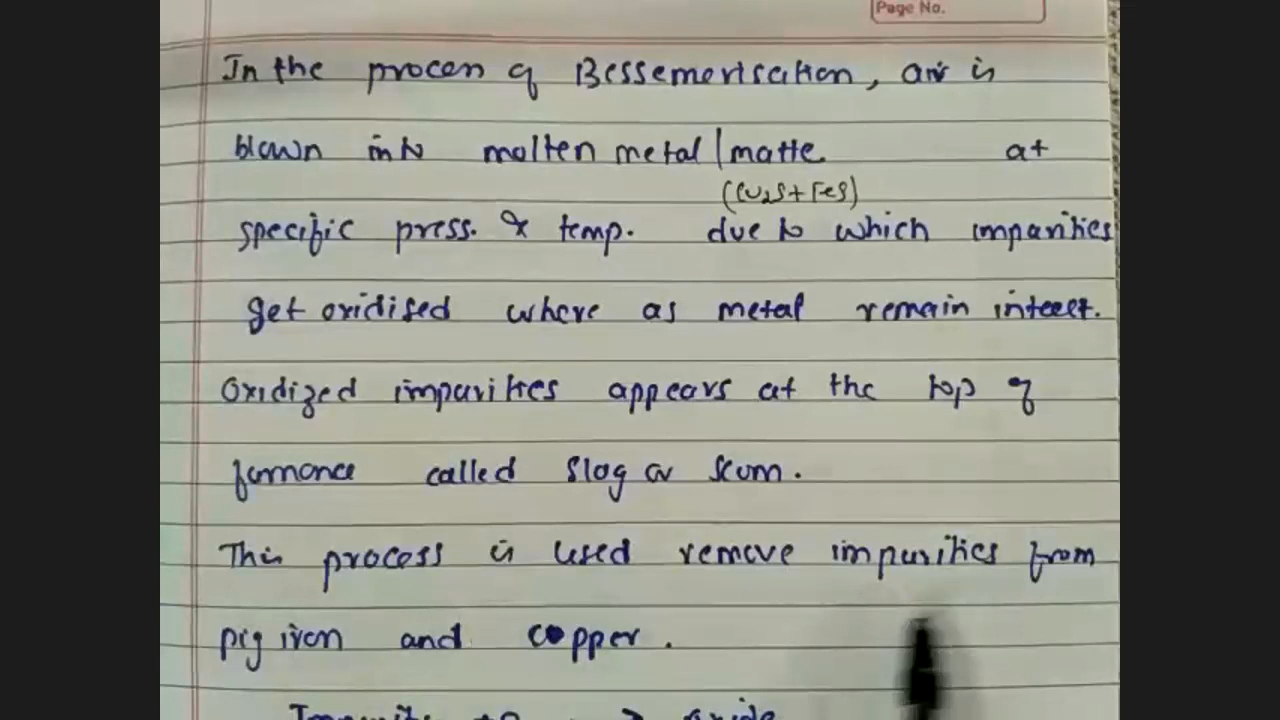 Page No.
In the process of Bessemerisation, air is
blown into molten metal | matte at
(Cu2S+FeS)
specific press. & temp. due to which impurities
get oxidised where as metal remain intact.
Oxidized impurities appears at the top of
furnance called Slag or Scum.
This process is used remove impurities from
pig iron and copper.